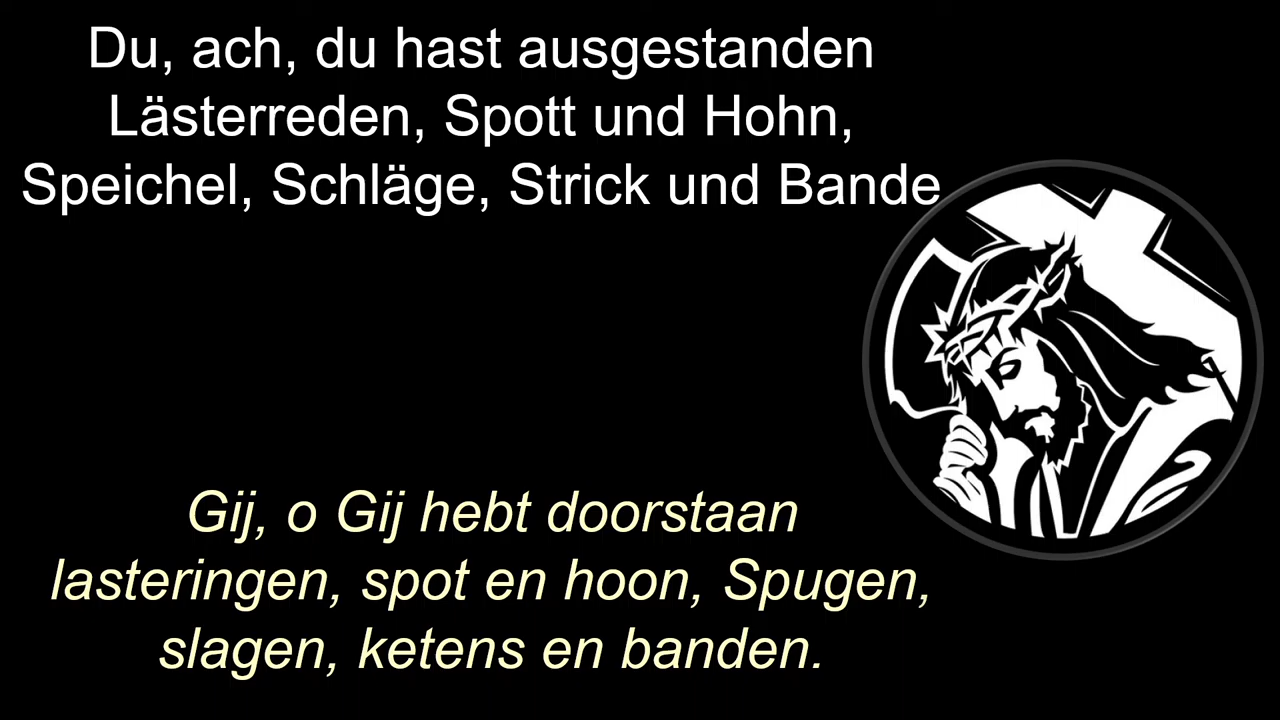 Du, ach, du hast ausgestanden
Lästerreden, Spott und Hohn,
Speichel, Schläge, Strick und Bande
Gij, o Gij hebt doorstaan
lasteringen, spot en hoon, Spugen,
slagen, ketens en banden.